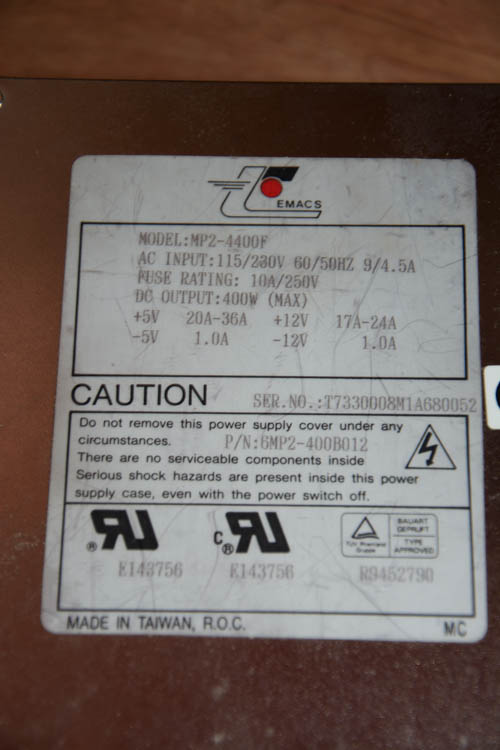 EMACS
MODEL:MP2-4400F
AC INPUT:115/230V 60/50HZ 9/4.5A
FUSE RATING: 10A/250V
DC OUTPUT:400W (MAX)
+5V 20A-36A +12V 17A-24A
-5V 1.0A -12V 1.0A
CAUTION SER.NO.:T7330008M1A680052
Do not remove this power supply cover under any
circumstances. P/N:6MP2-400B012
There are no serviceable components inside
Serious shock hazards are present inside this power
supply case, even with the power switch off.
E143756 E143756 R9452790
BAUART
GEPRUFT
TÜV Rheinland
TYPE
APPROVED
MADE IN TAIWAN, R.O.C. MC